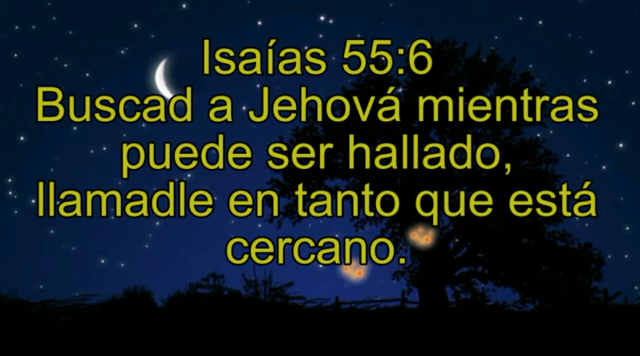 Isaías 55:6
Buscad a Jehová mientras
puede ser hallado,
llamadle en tanto que está
cercano.